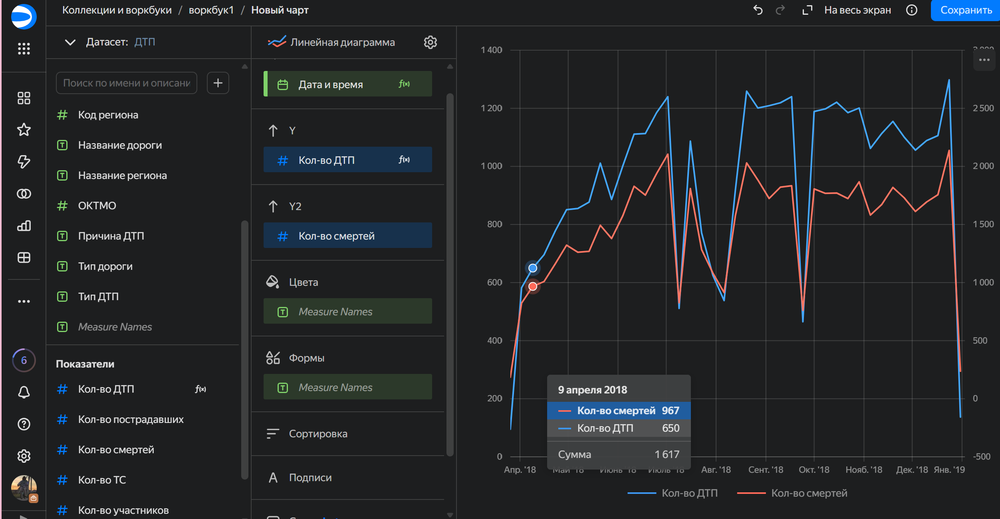 Коллекции и воркбуки / воркбук1 / Новый чарт
На весь экран
Сохранить
Датасет: ДТП
Поиск по имени и описани
Код региона
Название дороги
Название региона
ОКТМО
Причина ДТП
Тип дороги
Тип ДТП
Measure Names
Показатели
Кол-во ДТП
Кол-во пострадавших
Кол-во смертей
Кол-во ТС
Кол-во участников
6
Линейная диаграмма
Дата и время
Y
Кол-во ДТП
Y2
Кол-во смертей
Цвета
Measure Names
Формы
Measure Names
Сортировка
Подписи
1 400
1 200
1 000
800
600
400
200
0
3 000
2 500
2 000
1 500
1 000
500
0
-500
9 апреля 2018
Кол-во смертей 967
Кол-во ДТП 650
Сумма 1 617
Апр. '18
Май '18
Июнь '18
Июль '18
Авг. '18
Сент. '18
Окт. '18
Нояб. '18
Дек. '18
Янв. '19
Кол-во ДТП
Кол-во смертей